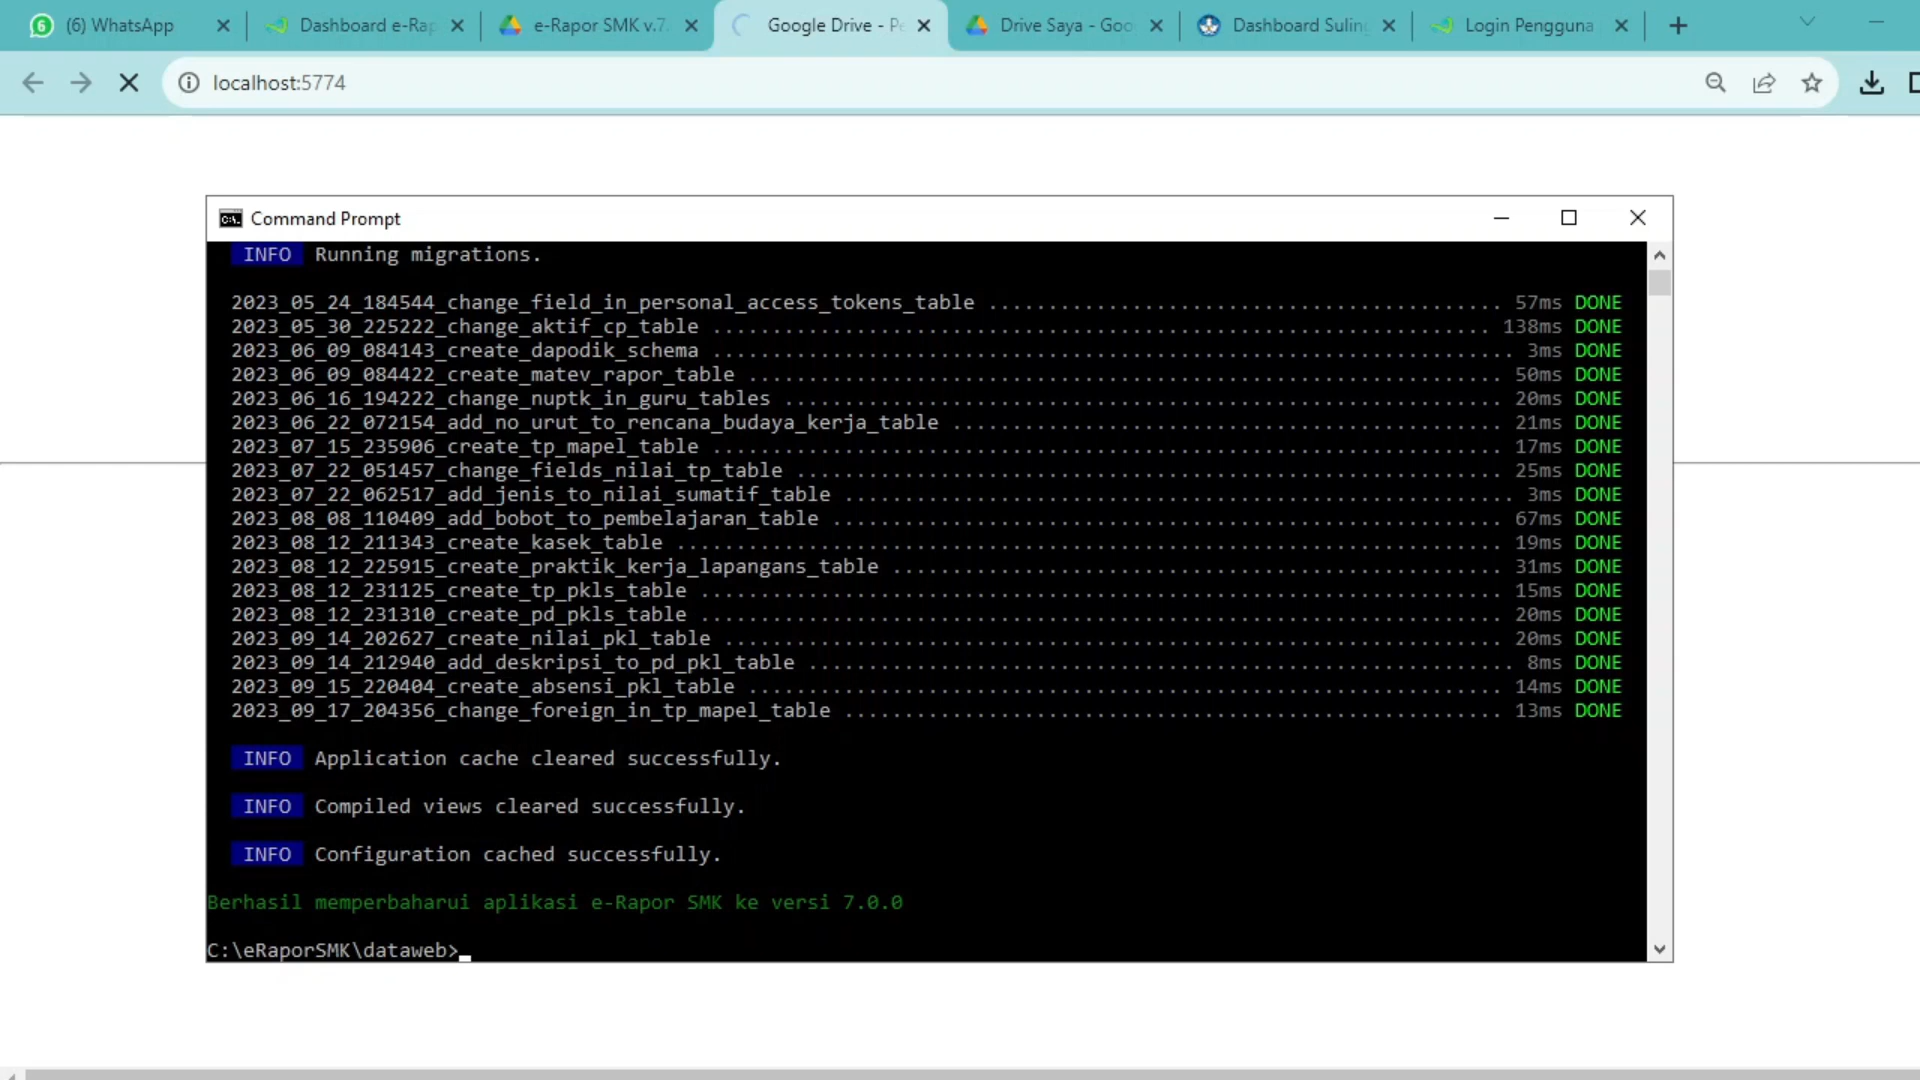 (6) WhatsApp
Dashboard e-Rap
e-Rapor SMK v.7.
Google Drive - Pe
Drive Saya - Goo
Dashboard Suling
Login Pengguna
localhost:5774
Command Prompt
INFO Running migrations.
2023_05_24_184544_change_field_in_personal_access_tokens_table ........................................... 57ms DONE
2023_05_30_225222_change_aktif_cp_table ................................................................. 138ms DONE
2023_06_09_084143_create_dapodik_schema ................................................................... 3ms DONE
2023_06_09_084422_create_matev_rapor_table ............................................................... 50ms DONE
2023_06_16_194222_change_nuptk_in_guru_tables ............................................................ 20ms DONE
2023_06_22_072154_add_no_urut_to_rencana_budaya_kerja_table .............................................. 21ms DONE
2023_07_15_235906_create_tp_mapel_table .................................................................. 17ms DONE
2023_07_22_051457_change_fields_nilai_tp_table ........................................................... 25ms DONE
2023_07_22_062517_add_jenis_to_nilai_sumatif_table ........................................................ 3ms DONE
2023_08_08_110409_add_bobot_to_pembelajaran_table ........................................................ 67ms DONE
2023_08_12_211343_create_kasek_table ..................................................................... 19ms DONE
2023_08_12_225915_create_praktik_kerja_lapangans_table ................................................... 31ms DONE
2023_08_12_231125_create_tp_pkls_table ................................................................... 15ms DONE
2023_08_12_231310_create_pd_pkls_table ................................................................... 20ms DONE
2023_09_14_202627_create_nilai_pkl_table ................................................................. 20ms DONE
2023_09_14_212940_add_deskripsi_to_pd_pkl_table ........................................................... 8ms DONE
2023_09_15_220404_create_absensi_pkl_table ............................................................... 14ms DONE
2023_09_17_204356_change_foreign_in_tp_mapel_table ....................................................... 13ms DONE
INFO Application cache cleared successfully.
INFO Compiled views cleared successfully.
INFO Configuration cached successfully.
Berhasil memperbaharui aplikasi e-Rapor SMK ke versi 7.0.0
C:\eRaporSMK\dataweb>